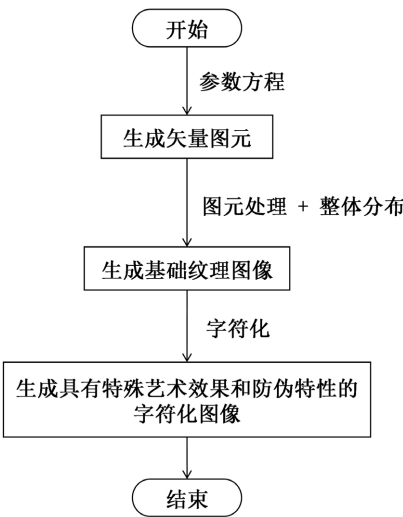 开始
参数方程
生成矢量图元
图元处理 + 整体分布
生成基础纹理图像
字符化
生成具有特殊艺术效果和防伪特性的
字符化图像
结束